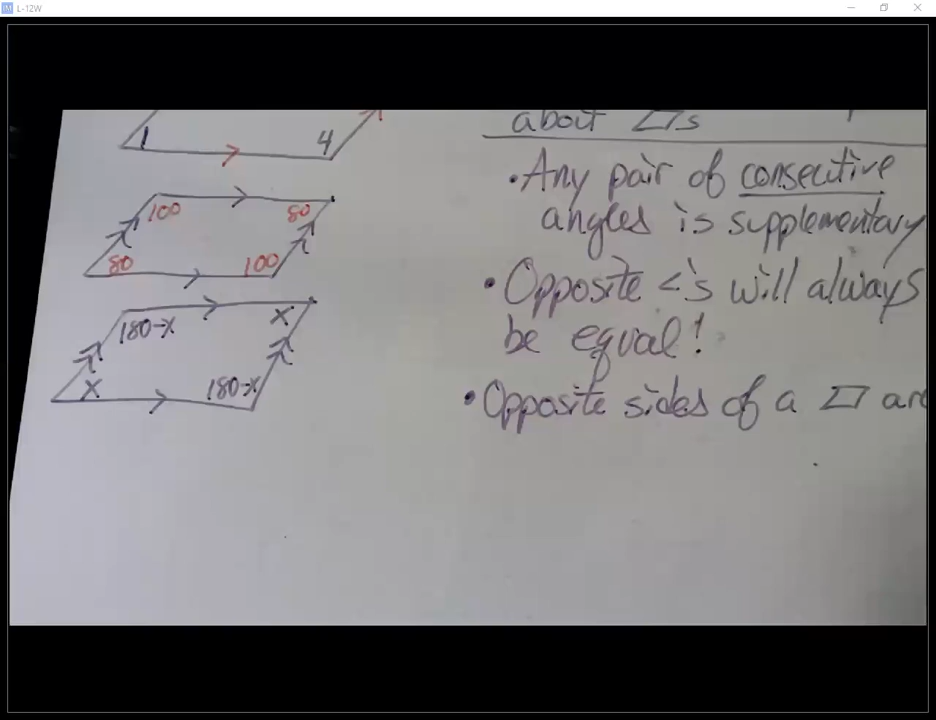 L-12W
about ▱s
1
4
• Any pair of consecutive
angles is supplementary
100
80
80
100
• Opposite <'s will always
be equal!
180-x
x
x
180-x
• Opposite sides of a ▱ are